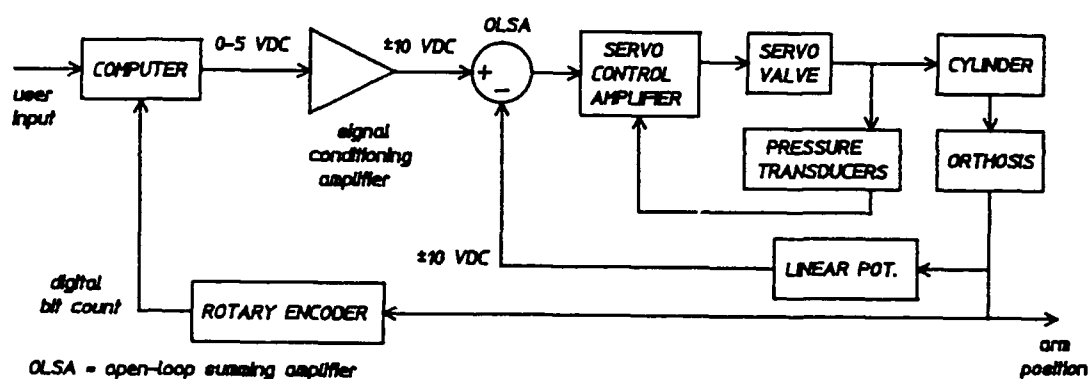 OLSA
0-5 VDC
±10 VDC
COMPUTER
+
−
SERVO
CONTROL
AMPLIFIER
SERVO
VALVE
CYLINDER
user
input
signal
conditioning
amplifier
PRESSURE
TRANSDUCERS
ORTHOSIS
±10 VDC
LINEAR POT.
digital
bit count
ROTARY ENCODER
arm
position
OLSA = open-loop summing amplifier